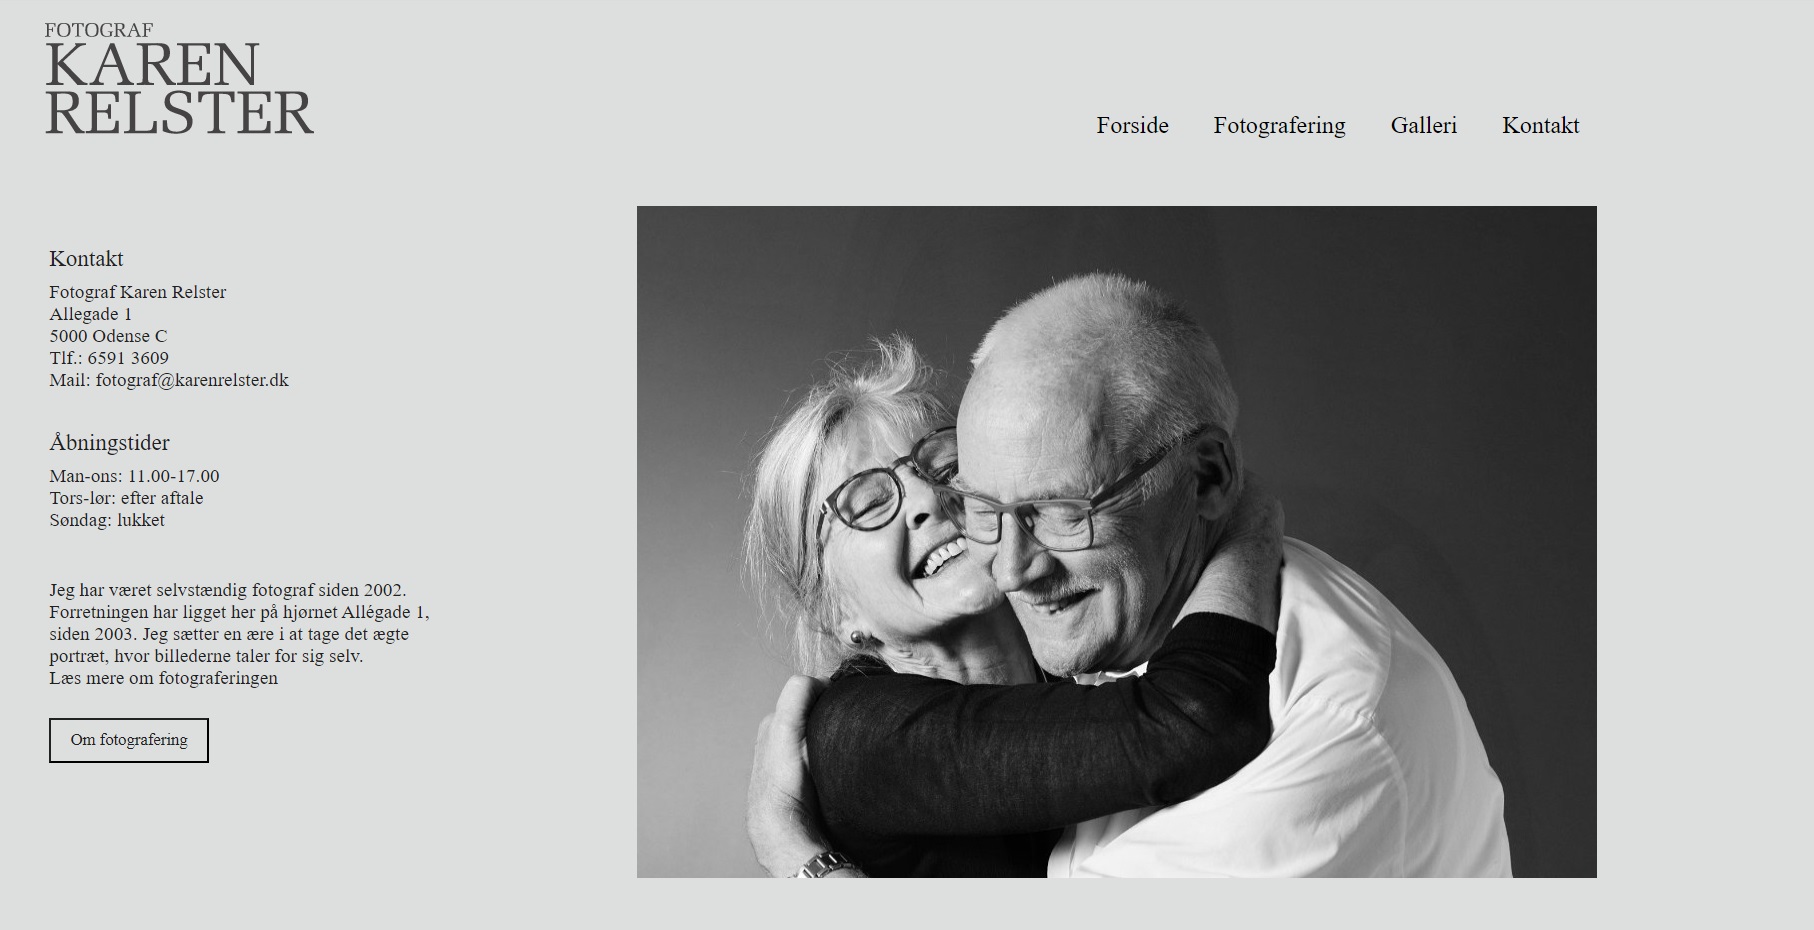 FOTOGRAF
KAREN
RELSTER
Forside Fotografering Galleri Kontakt
Kontakt
Fotograf Karen Relster
Allegade 1
5000 Odense C
Tlf.: 6591 3609
Mail: fotograf@karenrelster.dk
Åbningstider
Man-ons: 11.00-17.00
Tors-lør: efter aftale
Søndag: lukket
Jeg har været selvstændig fotograf siden 2002.
Forretningen har ligget her på hjørnet Allégade 1,
siden 2003. Jeg sætter en ære i at tage det ægte
portræt, hvor billederne taler for sig selv.
Læs mere om fotograferingen
Om fotografering